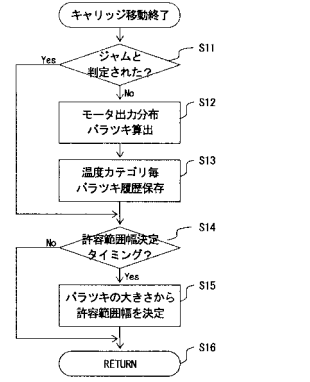 キャリッジ移動終了
S11
ジャムと
判定された?
Yes
No
S12
モータ出力分布
バラツキ算出
S13
温度カテゴリ毎
バラツキ履歴保存
S14
許容範囲幅決定
タイミング?
No
Yes
S15
バラツキの大きさから
許容範囲幅を決定
S16
RETURN